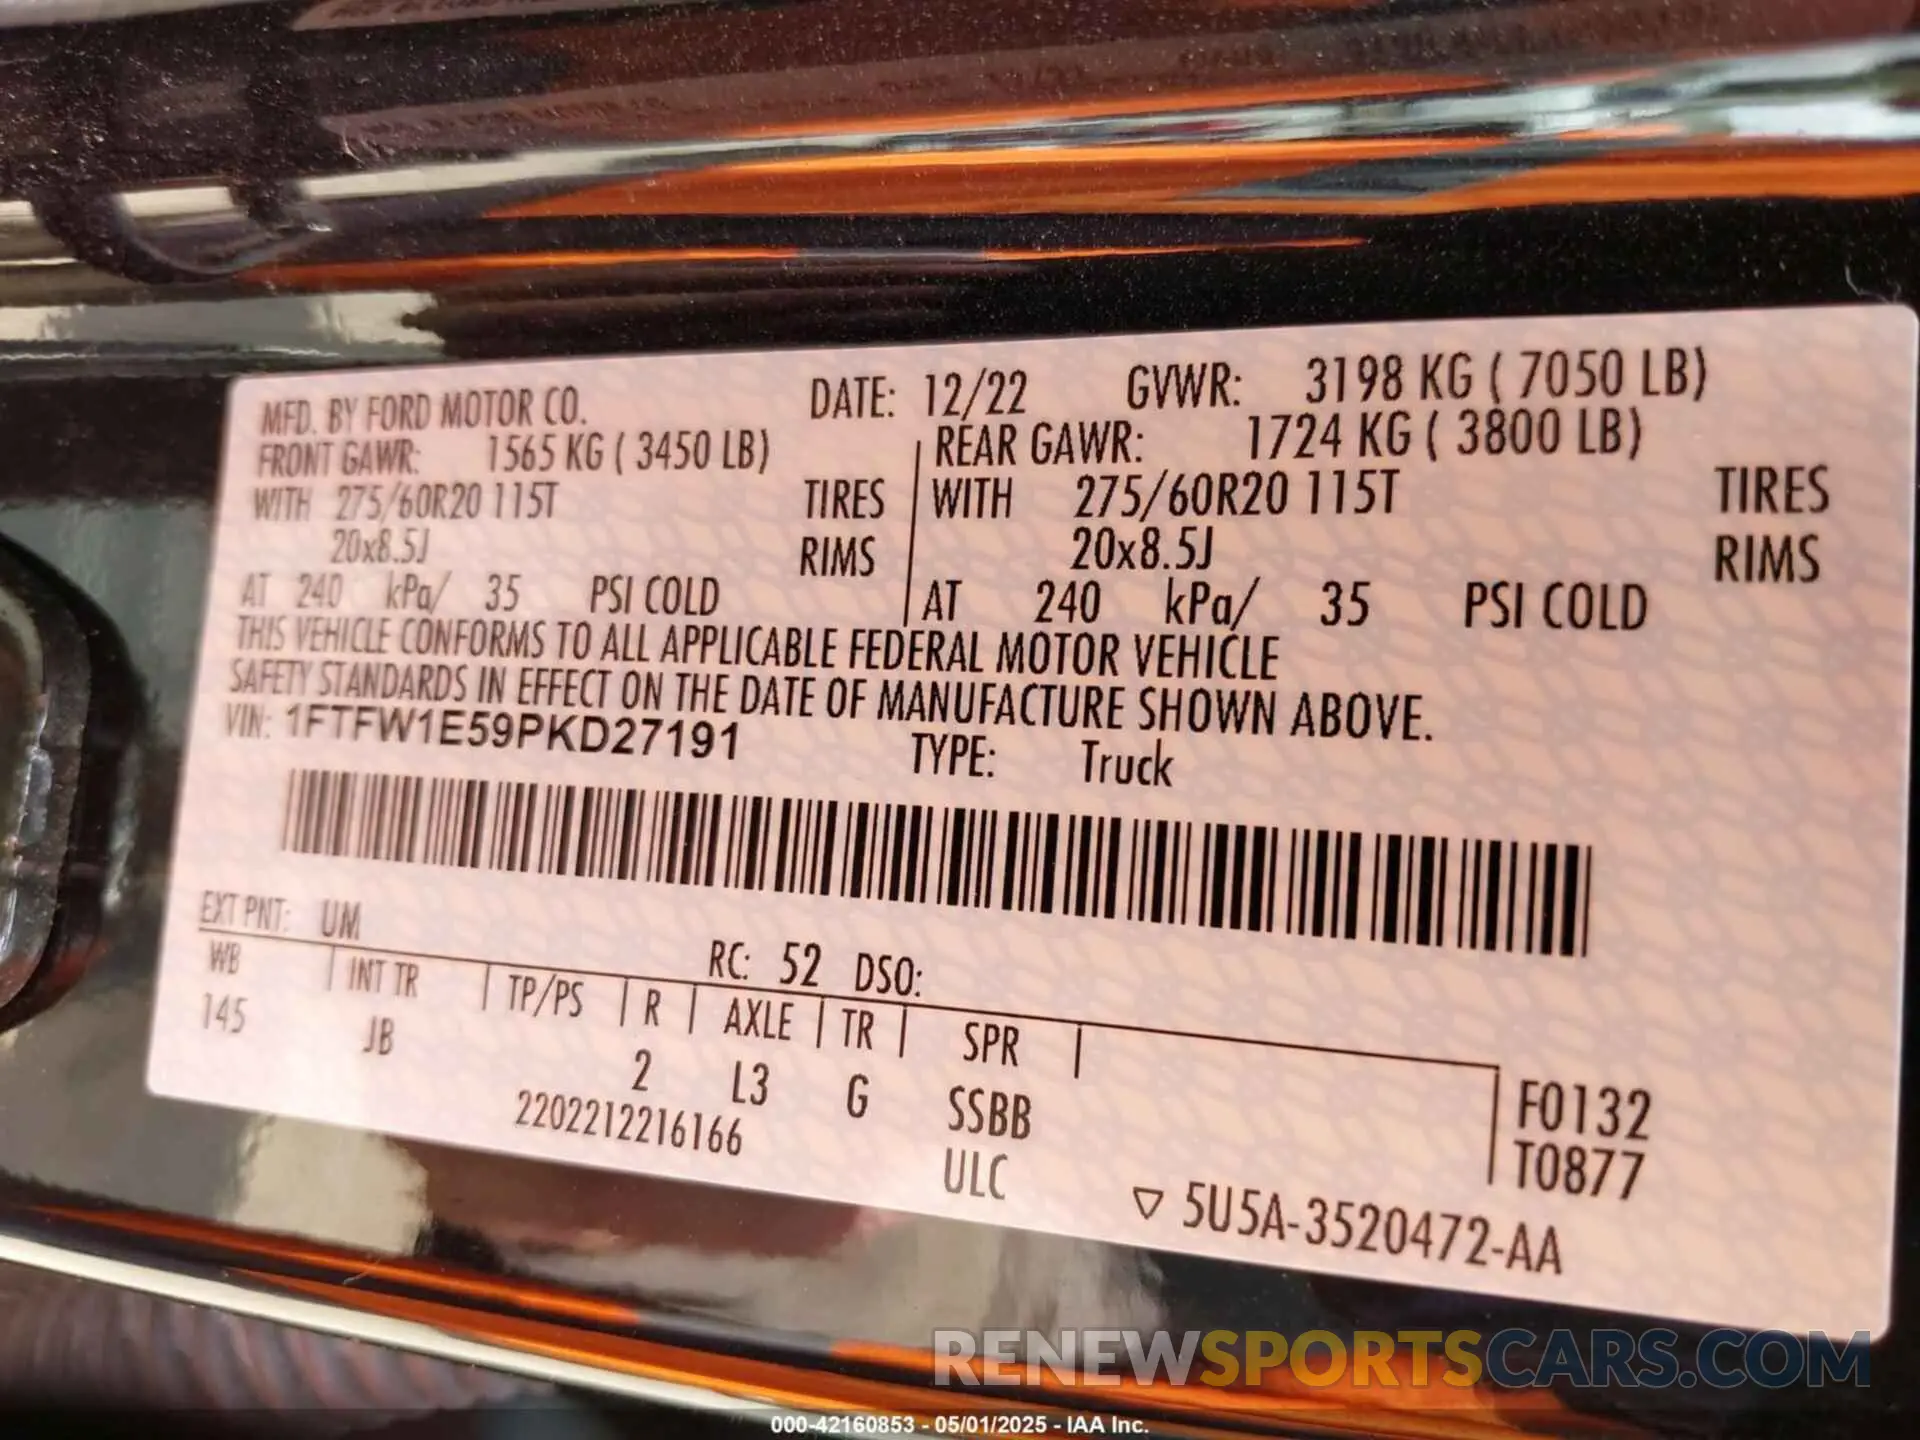 MFD. BY FORD MOTOR CO. DATE: 12/22 GVWR: 3198 KG ( 7050 LB)
FRONT GAWR: 1565 KG ( 3450 LB) REAR GAWR: 1724 KG ( 3800 LB)
WITH 275/60R20 115T TIRES WITH 275/60R20 115T TIRES
20x8.5J RIMS 20x8.5J RIMS
AT 240 kPa/ 35 PSI COLD AT 240 kPa/ 35 PSI COLD
THIS VEHICLE CONFORMS TO ALL APPLICABLE FEDERAL MOTOR VEHICLE
SAFETY STANDARDS IN EFFECT ON THE DATE OF MANUFACTURE SHOWN ABOVE.
VIN: 1FTFW1E59PKD27191 TYPE: Truck
EXT PNT: UM RC: 52 DSO:
WB INT TR TP/PS R AXLE TR SPR
145 JB 2 L3 G SSBB F0132
2202212216166 ULC T0877
▽ 5U5A-3520472-AA
RENEWSPORTSCARS.COM
000-42160853 - 05/01/2025 - IAA Inc.